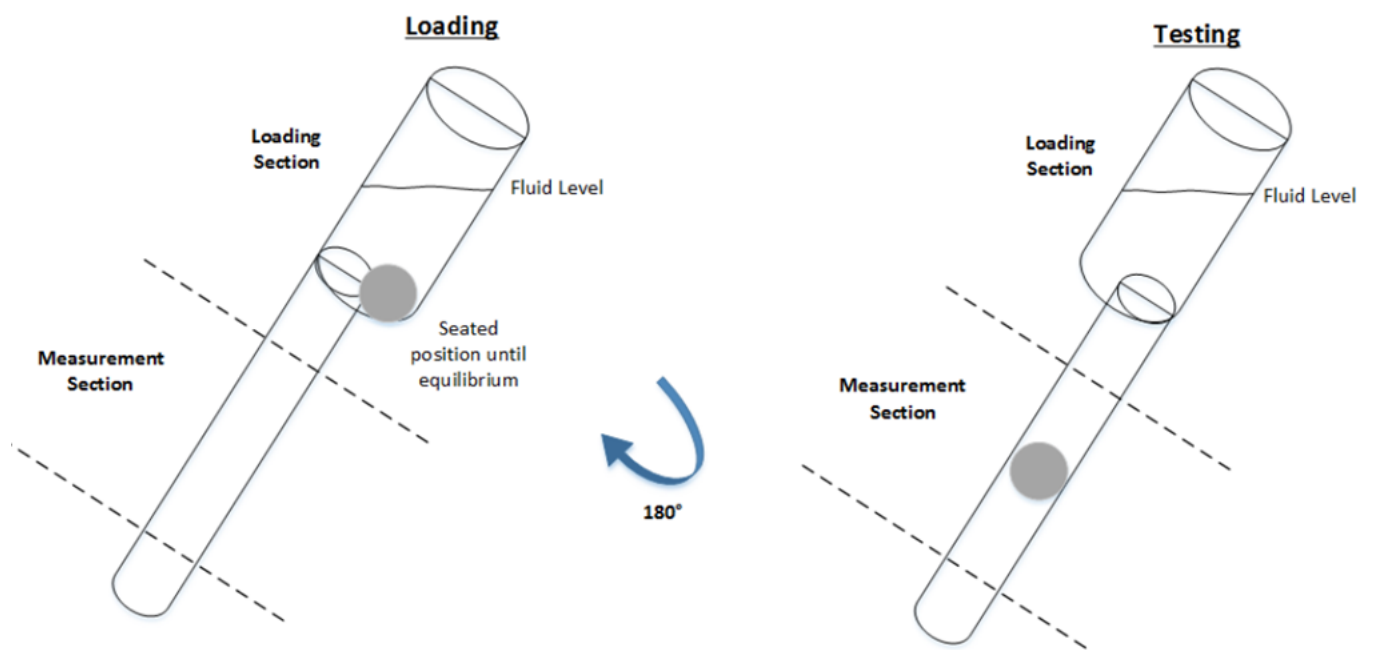 Loading
Loading
Section
Fluid Level
Measurement
Section
Seated
position until
equilibrium
180°
Testing
Loading
Section
Fluid Level
Measurement
Section